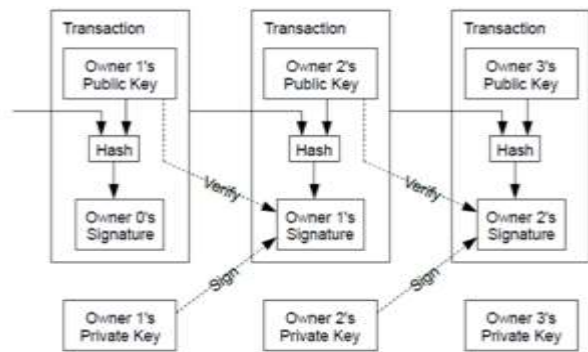 Transaction
Owner 1's
Public Key
Hash
Owner 0's
Signature
Transaction
Owner 2's
Public Key
Hash
Verify
Owner 1's
Signature
Transaction
Owner 3's
Public Key
Hash
Verify
Owner 2's
Signature
Owner 1's
Private Key
Sign
Owner 2's
Private Key
Sign
Owner 3's
Private Key